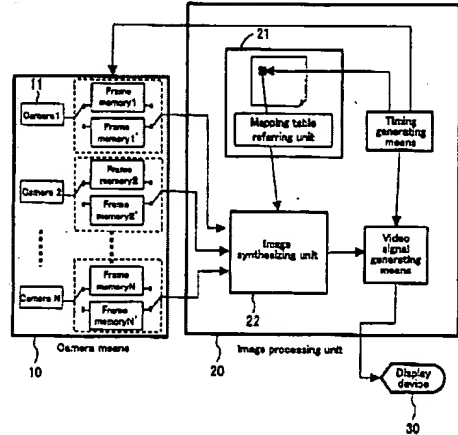 11
21
Camera 1
Frame
memory1
Frame
memory1'
Mapping table
referring unit
Timing
generating
means
Camera 2
Frame
memory2
Frame
memory2'
Image
synthesizing unit
22
Video
signal
generating
means
Camera N
Frame
memoryN
Frame
memoryN'
Camera means
10
20
Image processing unit
Display
device
30